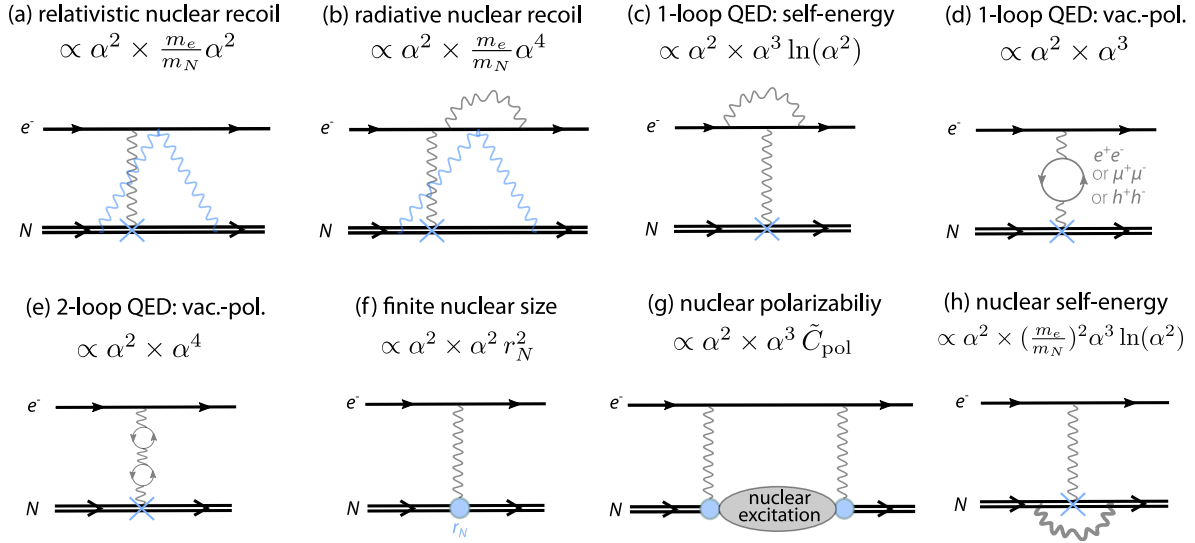 (a) relativistic nuclear recoil
∝ α² × mₑ/m_N α²
e⁻
N
(b) radiative nuclear recoil
∝ α² × mₑ/m_N α⁴
e⁻
N
(c) 1-loop QED: self-energy
∝ α² × α³ ln(α²)
e⁻
N
(d) 1-loop QED: vac.-pol.
∝ α² × α³
e⁻
e⁺e⁻
or μ⁺μ⁻
or h⁺h⁻
N
(e) 2-loop QED: vac.-pol.
∝ α² × α⁴
e⁻
N
(f) finite nuclear size
∝ α² × α² r_N²
e⁻
N
r_N
(g) nuclear polarizabiliy
∝ α² × α³ C̃_pol
e⁻
N
nuclear
excitation
(h) nuclear self-energy
∝ α² × (mₑ/m_N)² α³ ln(α²)
e⁻
N